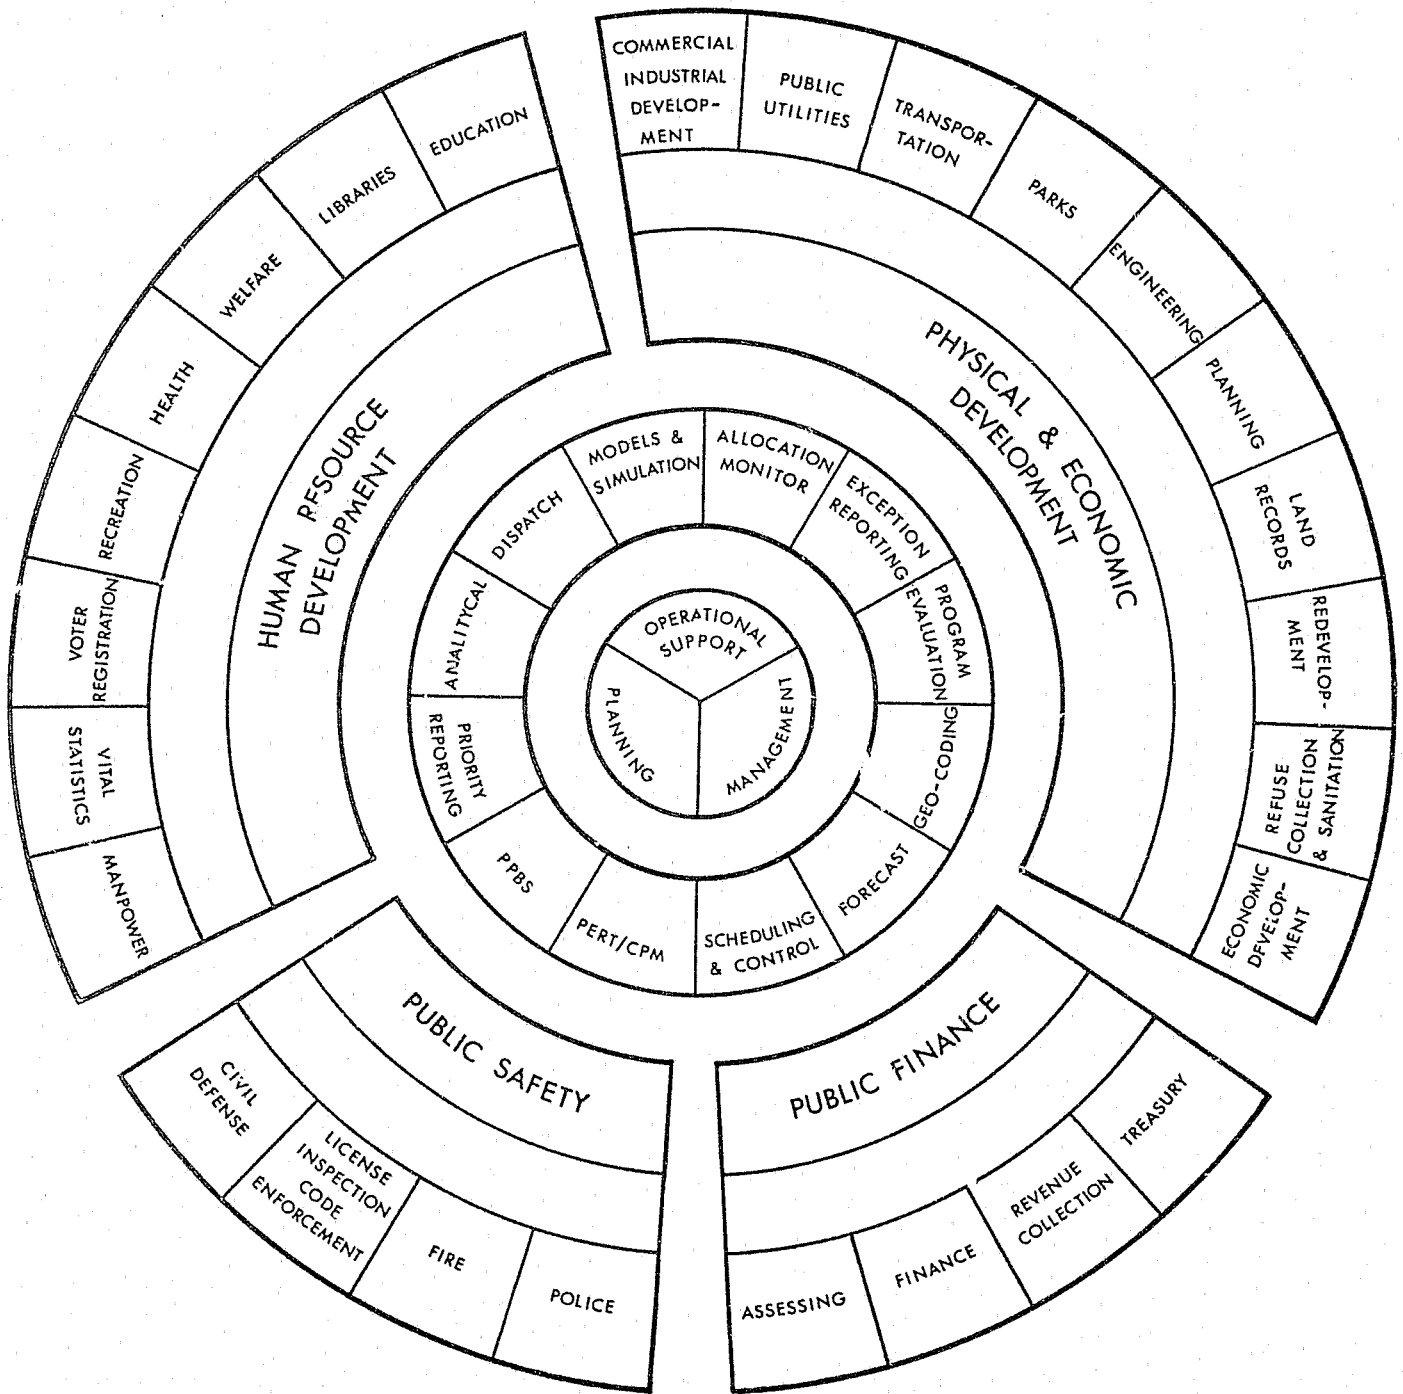 COMMERCIAL
INDUSTRIAL
DEVELOP-
MENT
PUBLIC
UTILITIES
TRANSPOR-
TATION
PARKS
ENGINEERING
PLANNING
LAND
RECORDS
REDEVELOP-
MENT
REFUSE
COLLECTION
& SANITATION
ECONOMIC
DEVELOP-
MENT
PHYSICAL & ECONOMIC
DEVELOPMENT
EDUCATION
LIBRARIES
WELFARE
HEALTH
RECREATION
VOTER
REGISTRATION
VITAL
STATISTICS
MANPOWER
HUMAN RESOURCE
DEVELOPMENT
MODELS &
SIMULATION
ALLOCATION
MONITOR
EXCEPTION
REPORTING
PROGRAM
EVALUATION
GEO-CODING
FORECAST
SCHEDULING
& CONTROL
PERT/CPM
PPBS
PRIORITY
REPORTING
ANALITYCAL
DISPATCH
OPERATIONAL
SUPPORT
MANAGEMENT
PLANNING
PUBLIC SAFETY
CIVIL
DEFENSE
LICENSE
INSPECTION
CODE
ENFORCEMENT
FIRE
POLICE
PUBLIC FINANCE
ASSESSING
FINANCE
REVENUE
COLLECTION
TREASURY